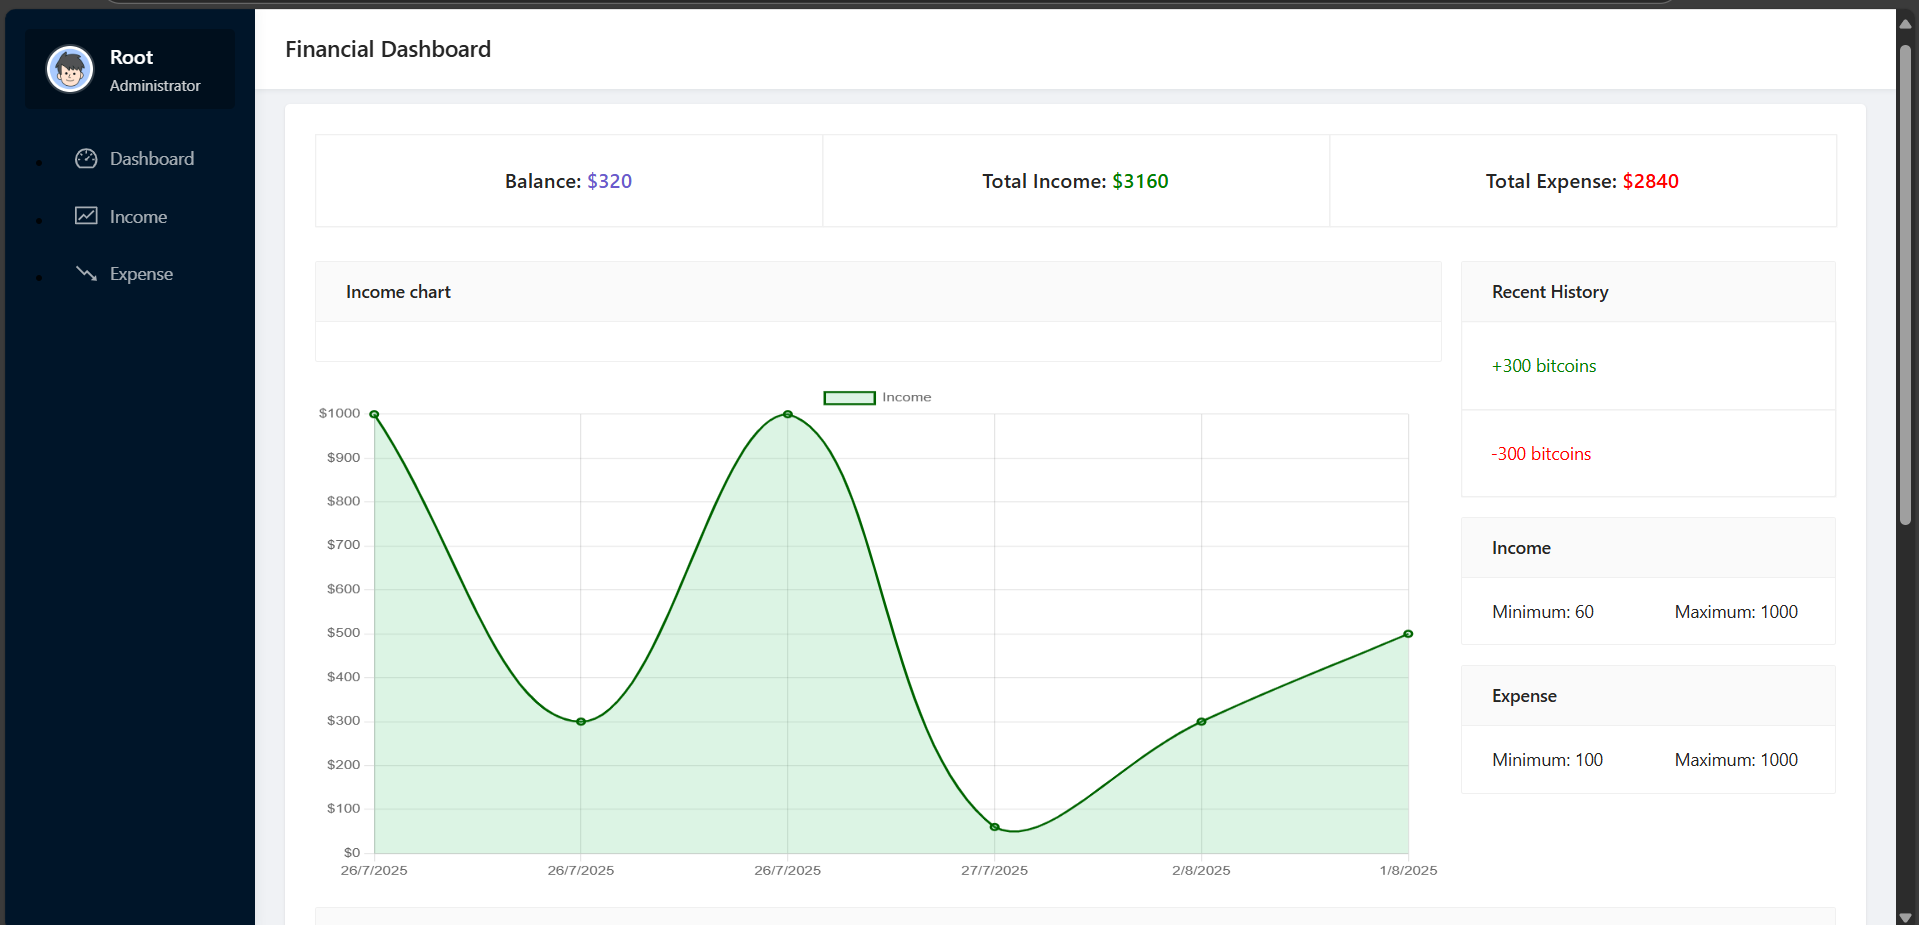 Root
Administrator
Dashboard
Income
Expense
Financial Dashboard
Balance: $320
Total Income: $3160
Total Expense: $2840
Income chart
Income
$1000
$900
$800
$700
$600
$500
$400
$300
$200
$100
$0
26/7/2025 26/7/2025 26/7/2025 27/7/2025 2/8/2025 1/8/2025
Recent History
+300 bitcoins
-300 bitcoins
Income
Minimum: 60 Maximum: 1000
Expense
Minimum: 100 Maximum: 1000